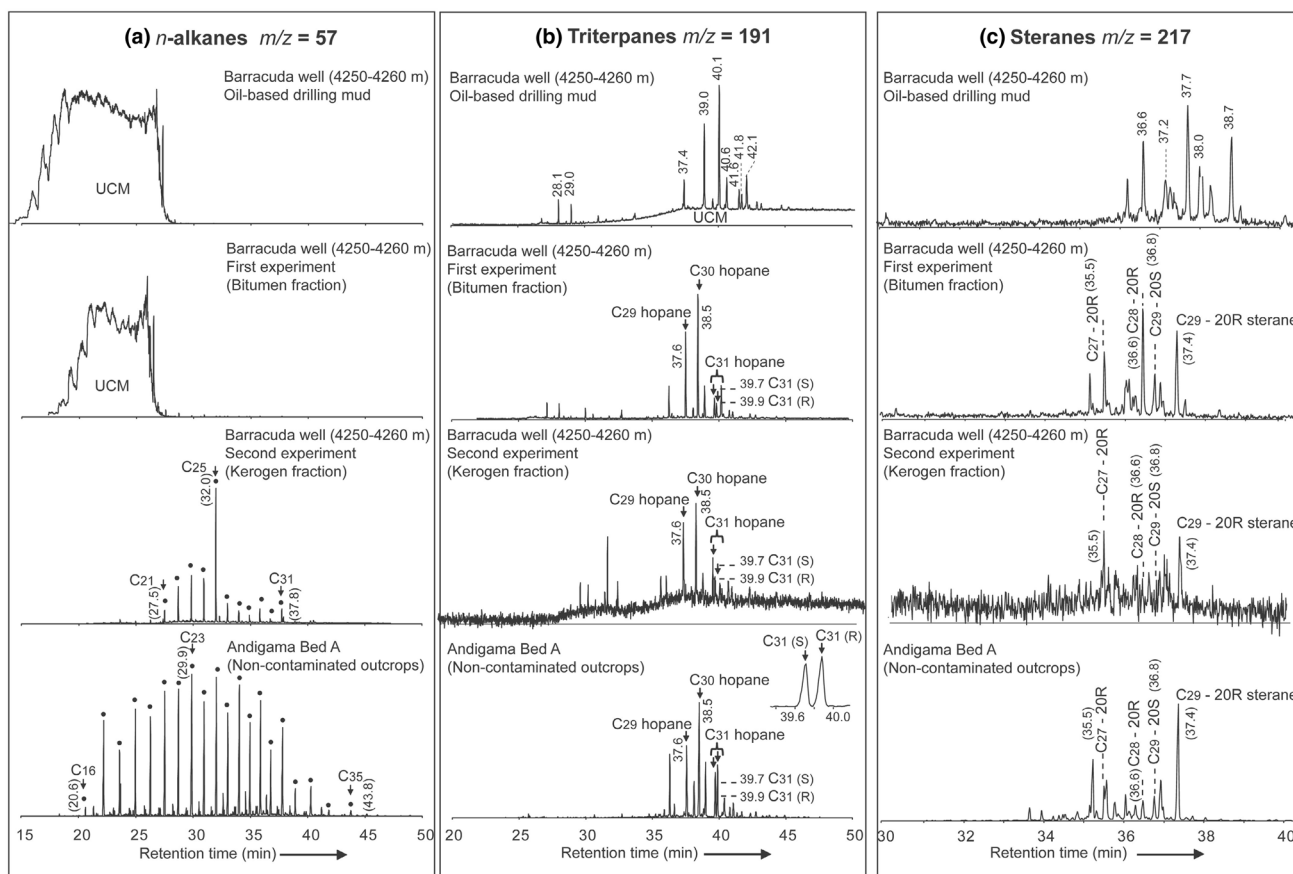 (a) n-alkanes m/z = 57
Barracuda well (4250-4260 m)
Oil-based drilling mud
UCM
Barracuda well (4250-4260 m)
First experiment
(Bitumen fraction)
UCM
Barracuda well (4250-4260 m)
Second experiment
(Kerogen fraction)
C25
(32.0)
C21
(27.5)
C31
(37.8)
Andigama Bed A
(Non-contaminated outcrops)
C23
(29.9)
C16
(20.6)
C35
(43.8)
15 20 25 30 35 40 45 50
Retention time (min)
(b) Triterpanes m/z = 191
Barracuda well (4250-4260 m)
Oil-based drilling mud
28.1
29.0
37.4
39.0
40.1
40.6
41.6
41.8
42.1
UCM
Barracuda well (4250-4260 m)
First experiment
(Bitumen fraction)
C30 hopane
38.5
C29 hopane
37.6
C31 hopane
39.7 C31 (S)
39.9 C31 (R)
Barracuda well (4250-4260 m)
Second experiment
(Kerogen fraction)
C30 hopane
38.5
C29 hopane
37.6
C31 hopane
39.7 C31 (S)
39.9 C31 (R)
Andigama Bed A
(Non-contaminated outcrops)
C31 (R)
C31 (S)
39.6 40.0
C30 hopane
38.5
C29 hopane
37.6
C31 hopane
39.7 C31 (S)
39.9 C31 (R)
20 30 40 50
Retention time (min)
(c) Steranes m/z = 217
Barracuda well (4250-4260 m)
Oil-based drilling mud
36.6
37.2
37.7
38.0
38.7
Barracuda well (4250-4260 m)
First experiment
(Bitumen fraction)
C27 - 20R (35.5)
(36.6) C28 - 20R
C29 - 20S (36.8)
C29 - 20R sterane
(37.4)
Barracuda well (4250-4260 m)
Second experiment
(Kerogen fraction)
(35.5)
C27 - 20R
C28 - 20R (36.6)
C29 - 20S (36.8)
C29 - 20R sterane
(37.4)
Andigama Bed A
(Non-contaminated outcrops)
(35.5)
C27 - 20R
(36.6) C28 - 20R
C29 - 20S (36.8)
C29 - 20R sterane
(37.4)
30 34 36 38 40
Retention time (min)